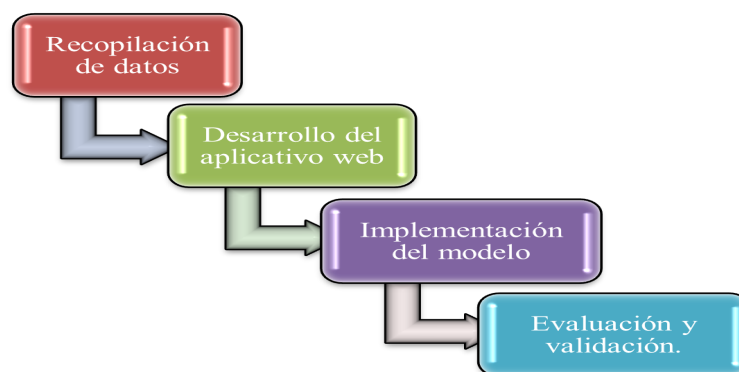 Recopilación
de datos
Desarrollo del
aplicativo web
Implementación
del modelo
Evaluación y
validación.